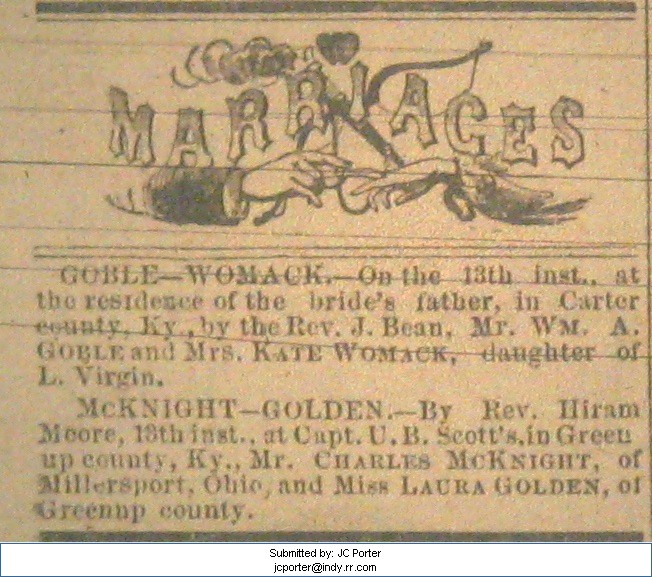 MARRIAGES
GOBLE—WOMACK.—On the 13th inst., at
the residence of the bride's father, in Carter
county, Ky., by the Rev. J. Bean, Mr. WM. A.
GOBLE and Mrs. KATE WOMACK, daughter of
L. Virgin.
MCKNIGHT—GOLDEN.—By Rev. Hiram
Moore, 13th inst., at Capt. U. B. Scott's, in Green
up county, Ky., Mr. CHARLES MCKNIGHT, of
Millersport, Ohio, and Miss LAURA GOLDEN, of
Greenup county.
Submitted by: JC Porter
jcporter@indy.rr.com